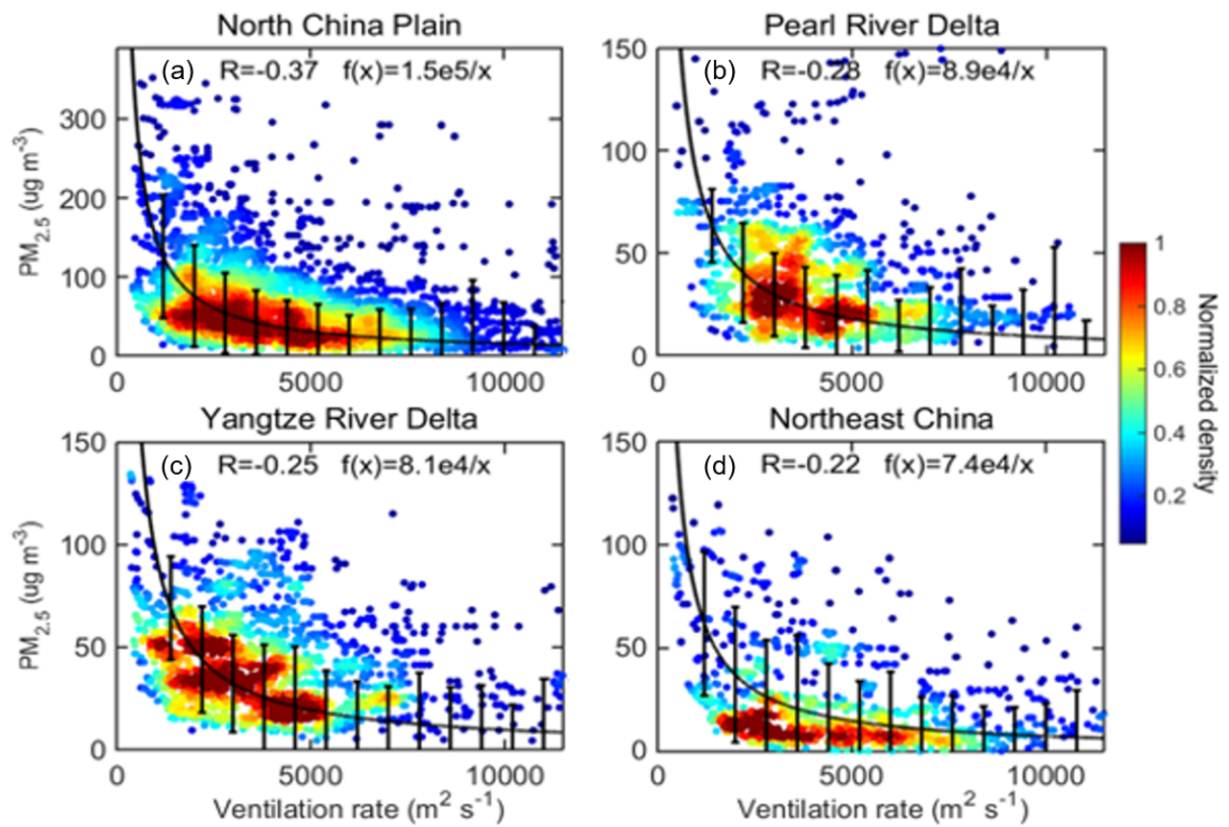 North China Plain
(a) R=-0.37 f(x)=1.5e5/x
PM2.5 (ug m-3)
300
200
100
0
0 5000 10000
Pearl River Delta
(b) R=-0.28 f(x)=8.9e4/x
150
100
50
0
0 5000 10000
Yangtze River Delta
(c) R=-0.25 f(x)=8.1e4/x
PM2.5 (ug m-3)
150
100
50
0
0 5000 10000
Ventilation rate (m2 s-1)
Northeast China
(d) R=-0.22 f(x)=7.4e4/x
150
100
50
0
0 5000 10000
Ventilation rate (m2 s-1)
1
0.8
0.6
0.4
0.2
Normalized density